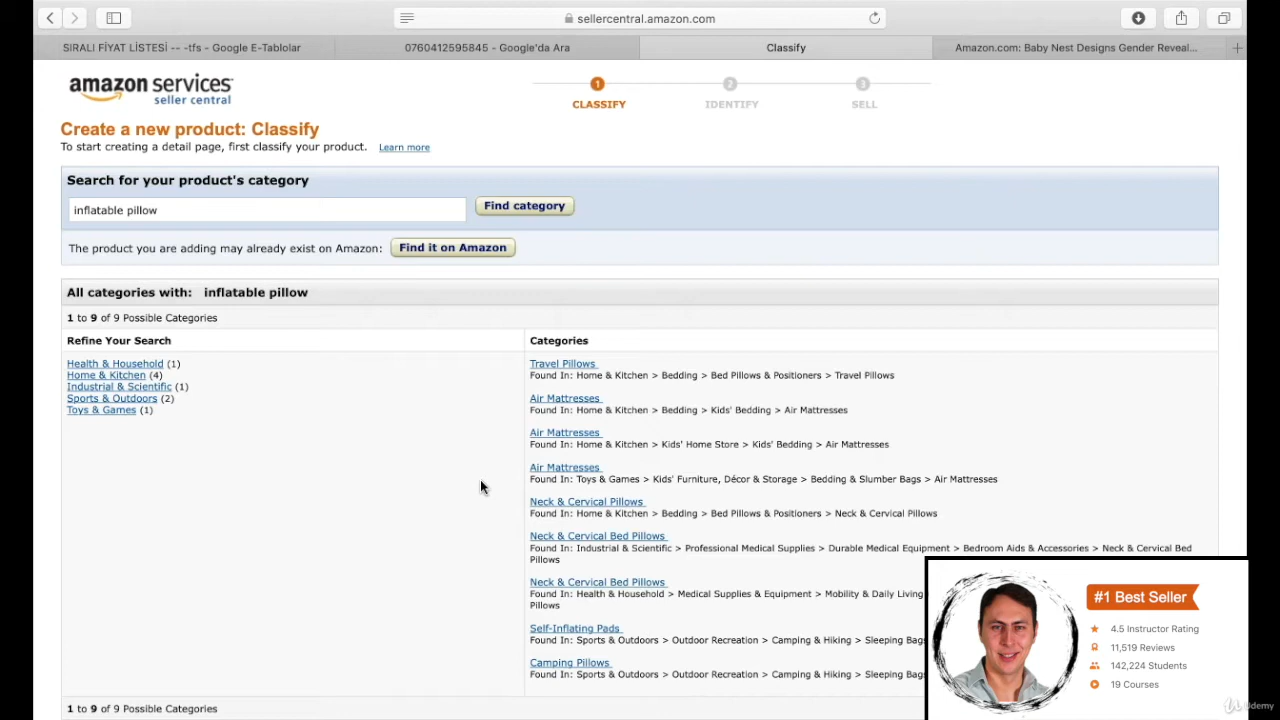 sellercentral.amazon.com
SIRALI FİYAT LİSTESİ -- -tfs - Google E-Tablolar
0760412595845 - Google'da Ara
Classify
Amazon.com: Baby Nest Designs Gender Reveal...
amazon services
seller central
1
2
3
CLASSIFY
IDENTIFY
SELL
Create a new product: Classify
To start creating a detail page, first classify your product. Learn more
Search for your product's category
inflatable pillow
Find category
The product you are adding may already exist on Amazon: Find it on Amazon
All categories with: inflatable pillow
1 to 9 of 9 Possible Categories
Refine Your Search
Health & Household (1)
Home & Kitchen (4)
Industrial & Scientific (1)
Sports & Outdoors (2)
Toys & Games (1)
Categories
Travel Pillows
Found In: Home & Kitchen > Bedding > Bed Pillows & Positioners > Travel Pillows
Air Mattresses
Found In: Home & Kitchen > Bedding > Kids' Bedding > Air Mattresses
Air Mattresses
Found In: Home & Kitchen > Kids' Home Store > Kids' Bedding > Air Mattresses
Air Mattresses
Found In: Toys & Games > Kids' Furniture, Décor & Storage > Bedding & Slumber Bags > Air Mattresses
Neck & Cervical Pillows
Found In: Home & Kitchen > Bedding > Bed Pillows & Positioners > Neck & Cervical Pillows
Neck & Cervical Bed Pillows
Found In: Industrial & Scientific > Professional Medical Supplies > Durable Medical Equipment > Bedroom Aids & Accessories > Neck & Cervical Bed
Pillows
Neck & Cervical Bed Pillows
Found In: Health & Household > Medical Supplies & Equipment > Mobility & Daily Living
Pillows
Self-Inflating Pads
Found In: Sports & Outdoors > Outdoor Recreation > Camping & Hiking > Sleeping Bags
Camping Pillows
Found In: Sports & Outdoors > Outdoor Recreation > Camping & Hiking > Sleeping Bags
1 to 9 of 9 Possible Categories
#1 Best Seller
4.5 Instructor Rating
11,519 Reviews
142,224 Students
19 Courses
Udemy